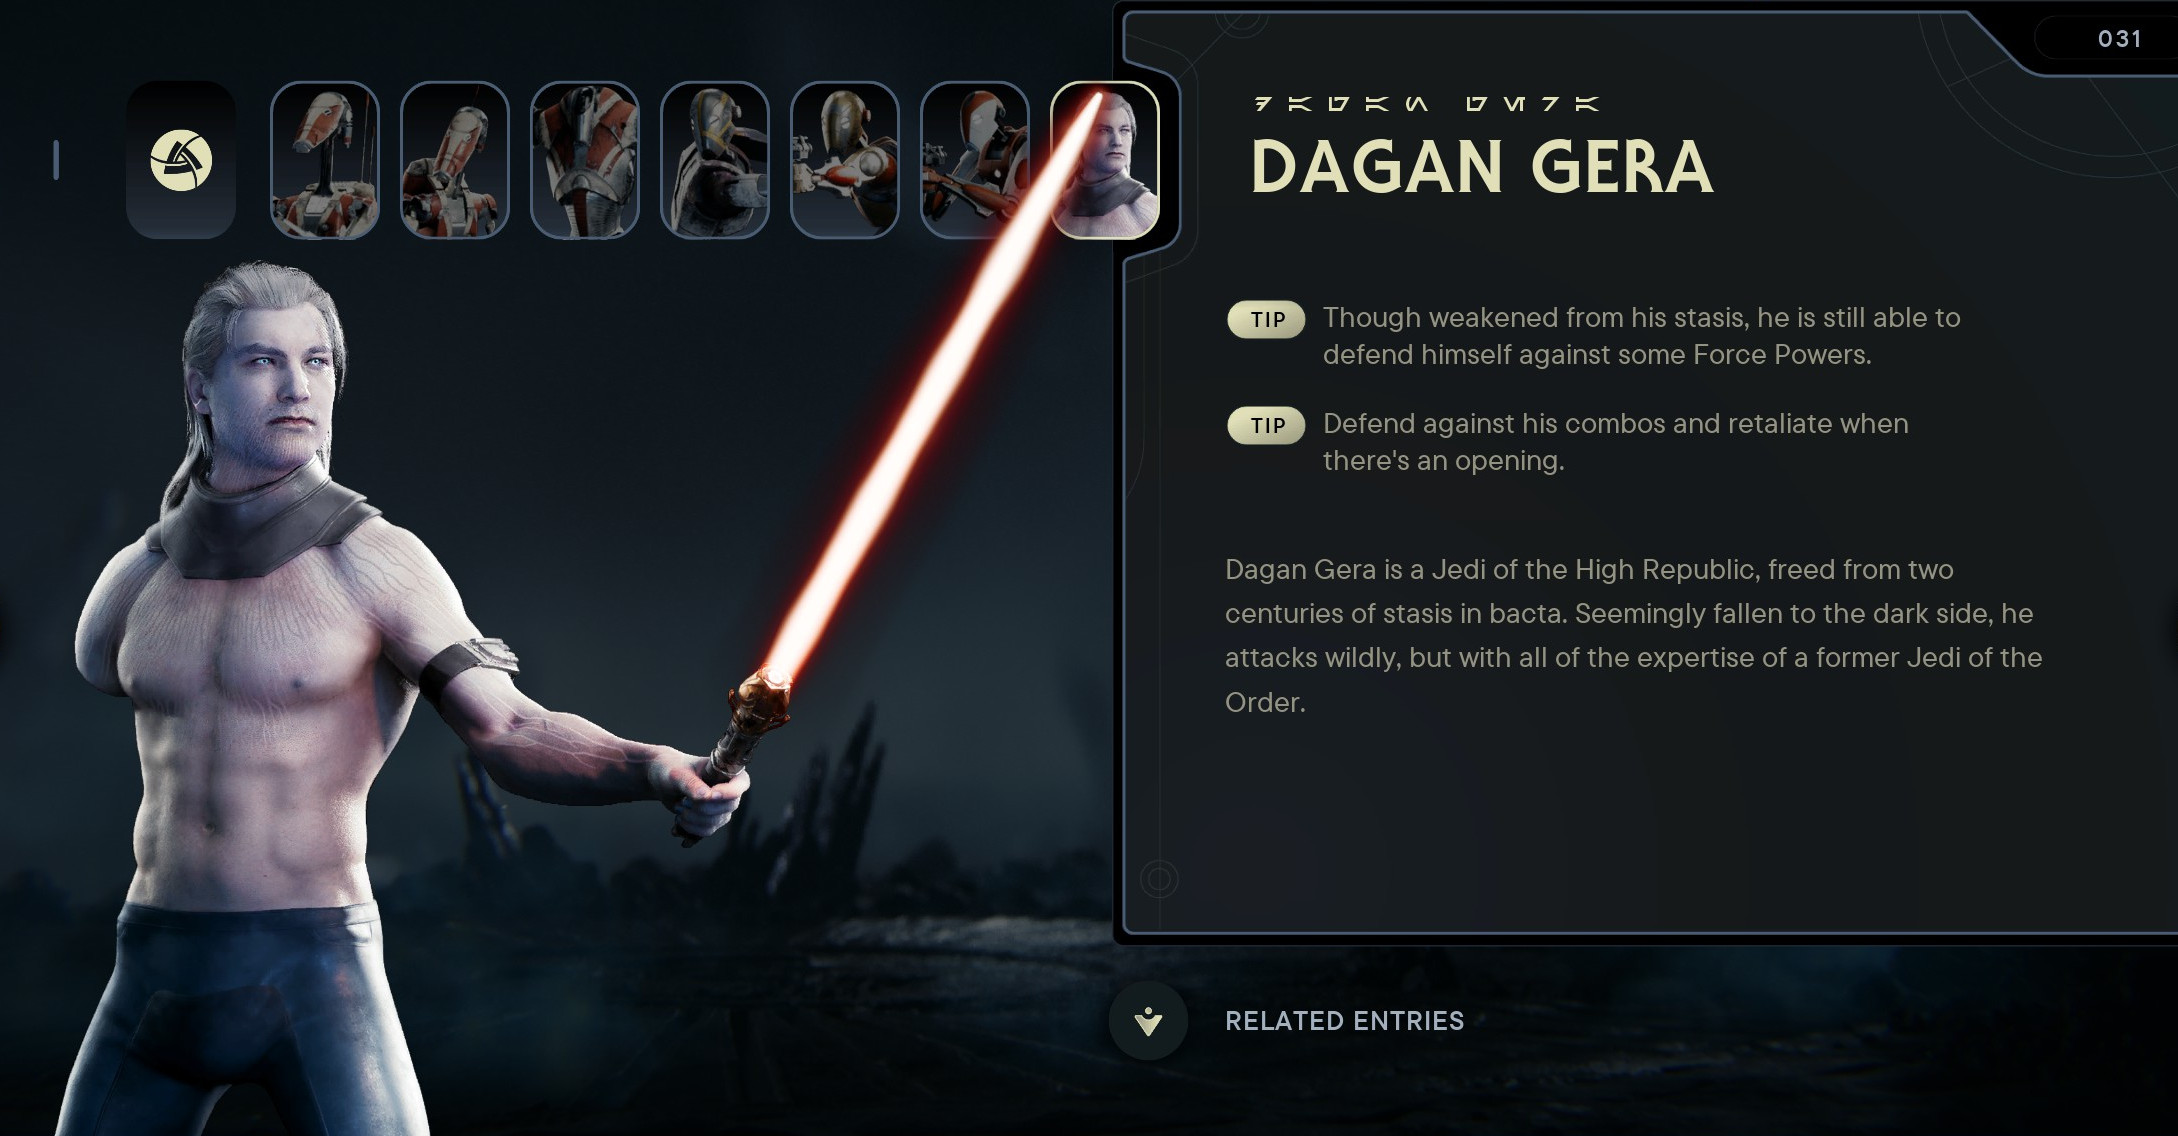 031
DAGAN GERA
TIP Though weakened from his stasis, he is still able to
defend himself against some Force Powers.
TIP Defend against his combos and retaliate when
there's an opening.
Dagan Gera is a Jedi of the High Republic, freed from two
centuries of stasis in bacta. Seemingly fallen to the dark side, he
attacks wildly, but with all of the expertise of a former Jedi of the
Order.
RELATED ENTRIES